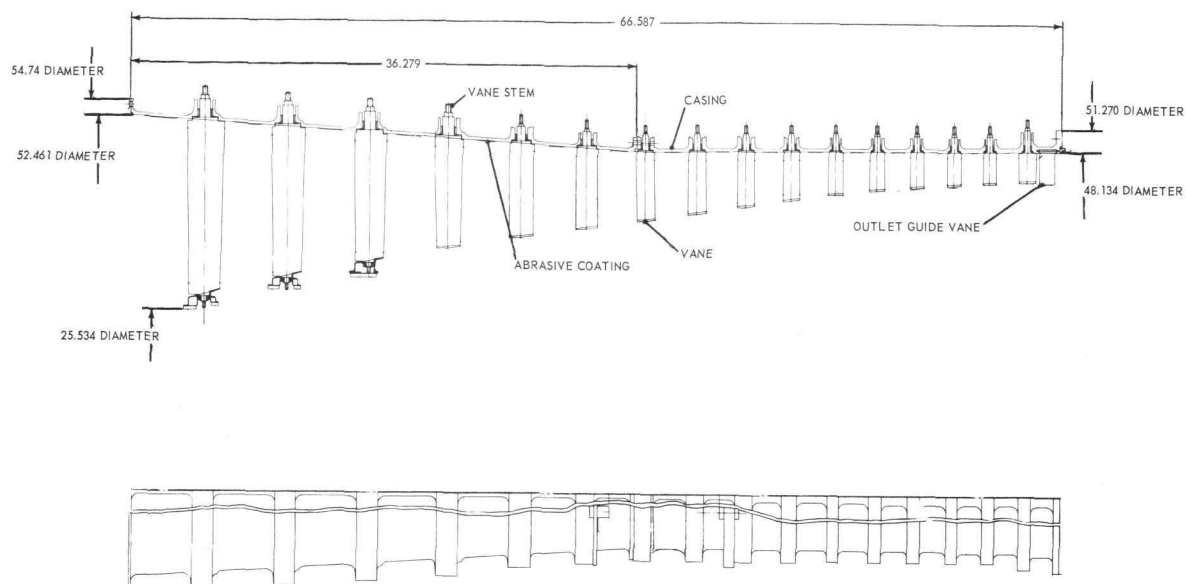 66.587
36.279
54.74 DIAMETER
VANE STEM
CASING
51.270 DIAMETER
52.461 DIAMETER
48.134 DIAMETER
OUTLET GUIDE VANE
VANE
ABRASIVE COATING
25.534 DIAMETER